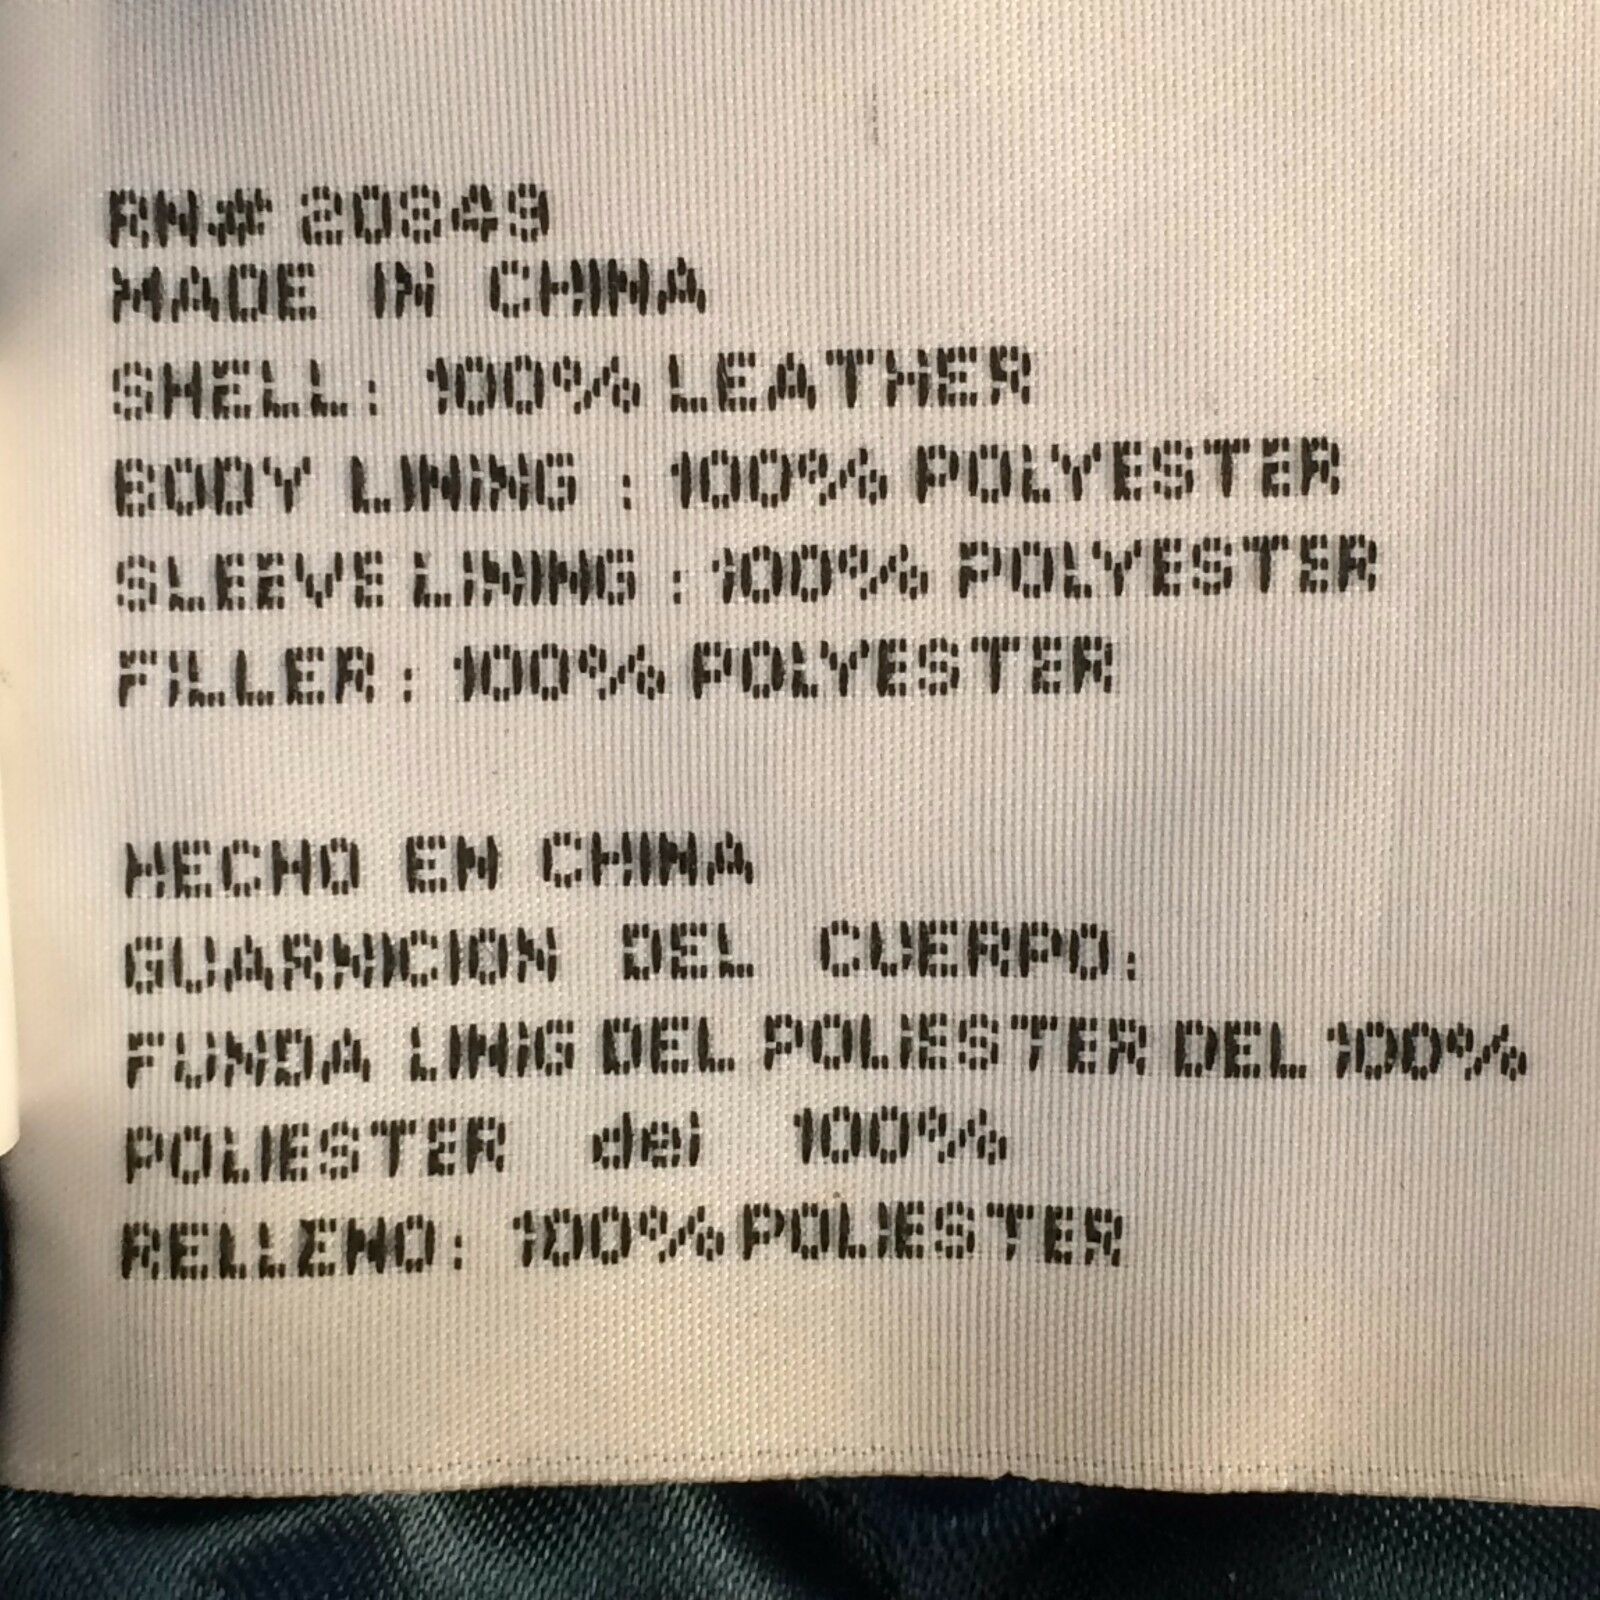 RN# 20849
MADE IN CHINA
SHELL: 100% LEATHER
BODY LINING : 100% POLYESTER
SLEEVE LINING : 100% POLYESTER
FILLER : 100% POLYESTER
HECHO EN CHINA
GUARNICION DEL CUERPO:
FUNDA LINIG DEL POLIESTER DEL 100%
POLIESTER del 100%
RELLENO: 100% POLIESTER